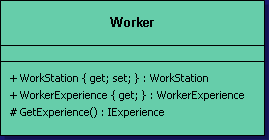 Worker
+ WorkStation { get; set; } : WorkStation
+ WorkerExperience { get; } : WorkerExperience
# GetExperience() : IExperience